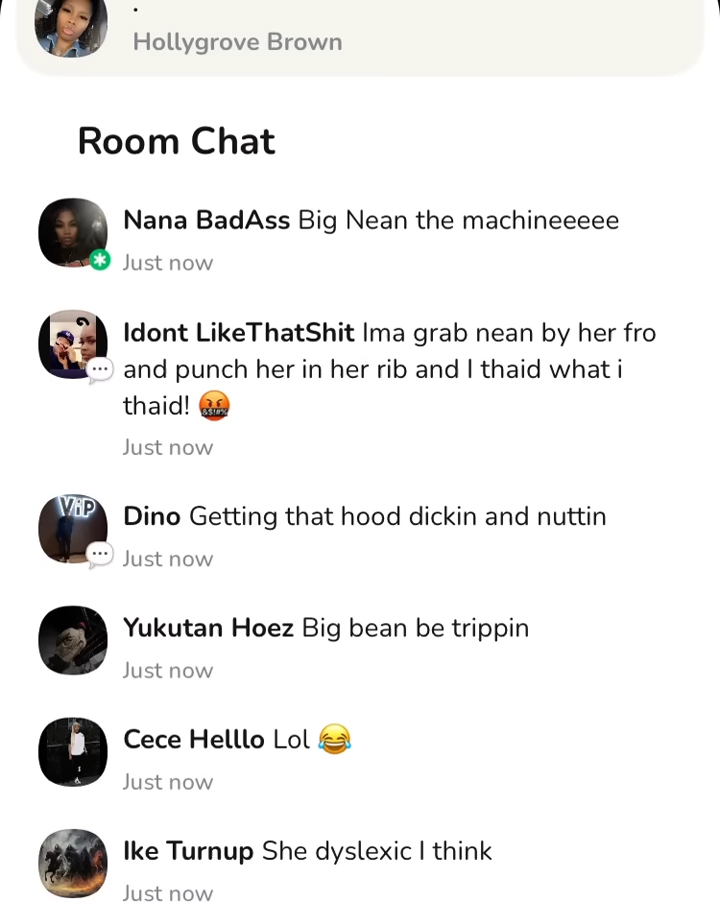 .
Hollygrove Brown
Room Chat
Nana BadAss Big Nean the machineeeee
Just now
Idont LikeThatShit Ima grab nean by her fro
and punch her in her rib and I thaid what i
thaid! 🤬
Just now
VIP
Dino Getting that hood dickin and nuttin
Just now
Yukutan Hoez Big bean be trippin
Just now
Cece Helllo Lol 😂
Just now
Ike Turnup She dyslexic I think
Just now